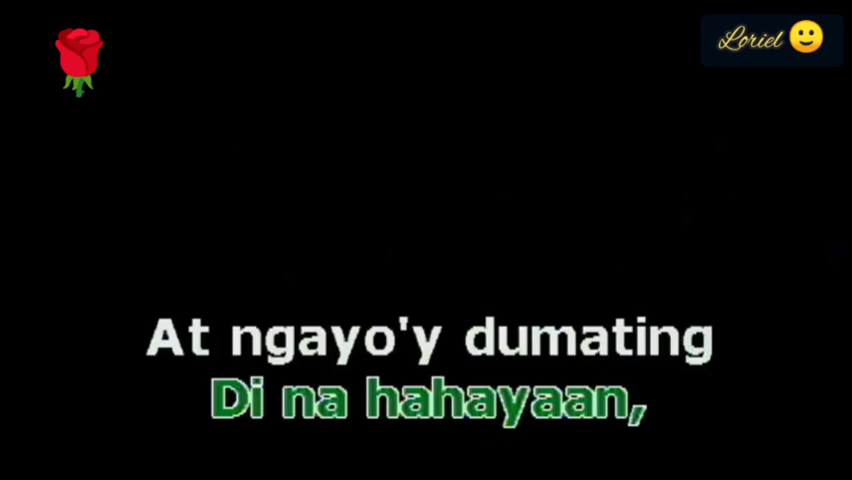 Loriel 🙂
At ngayo'y dumating
Di na hahayaan,